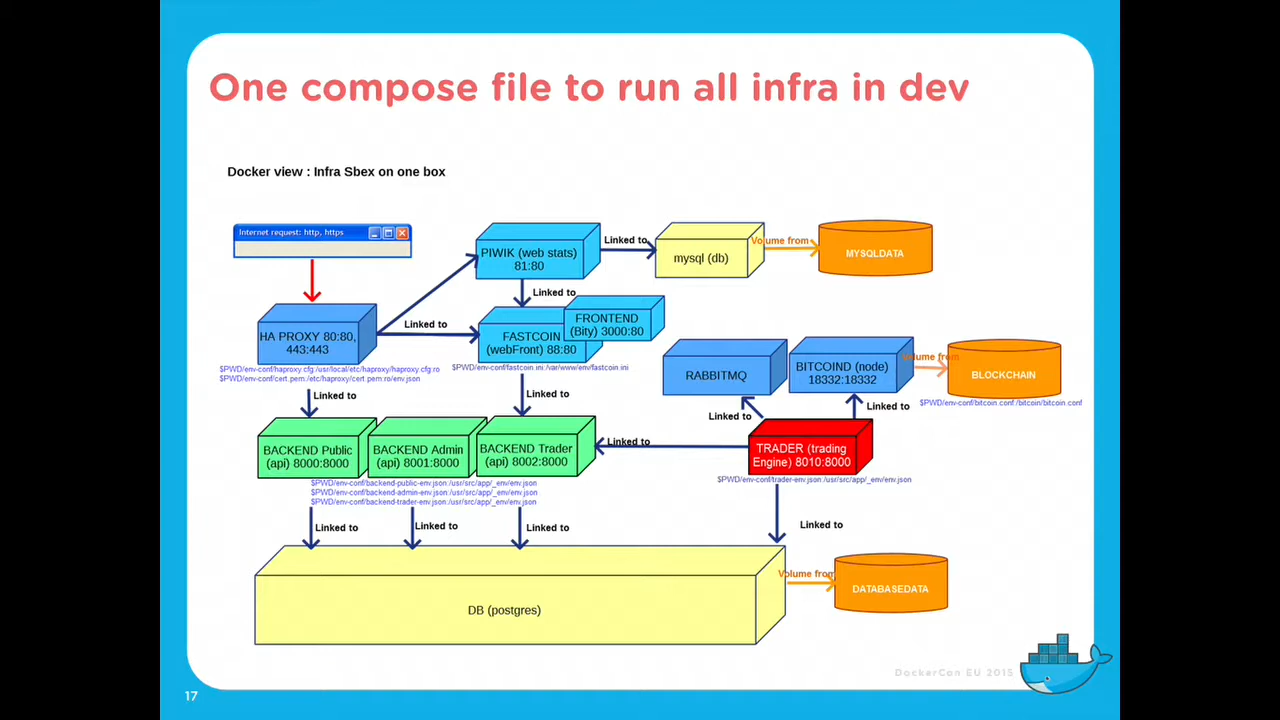 One compose file to run all infra in dev
Docker view : Infra Sbex on one box
Internet request: http, https
PIWIK (web stats)
81:80
Linked to
mysql (db)
Volume from
MYSQLDATA
Linked to
HA PROXY 80:80,
443:443
Linked to
FASTCOIN
(webFront) 88:80
FRONTEND
(Bity) 3000:80
$PWD/env-conf/haproxy.cfg:/usr/local/etc/haproxy/haproxy.cfg:ro
$PWD/env-conf/cert.pem:/etc/haproxy/cert.pem:ro/env.json
$PWD/env-conf/fastcoin.ini:/var/www/env/fastcoin.ini
RABBITMQ
BITCOIND (node)
18332:18332
Volume from
BLOCKCHAIN
$PWD/env-conf/bitcoin.conf:/bitcoin/bitcoin.conf
Linked to
Linked to
Linked to
Linked to
BACKEND Public
(api) 8000:8000
BACKEND Admin
(api) 8001:8000
BACKEND Trader
(api) 8002:8000
Linked to
TRADER (trading
Engine) 8010:8000
$PWD/env-conf/backend-public-env.json:/usr/src/app/_env/env.json
$PWD/env-conf/backend-admin-env.json:/usr/src/app/_env/env.json
$PWD/env-conf/backend-trader-env.json:/usr/src/app/_env/env.json
$PWD/env-conf/trader-env.json:/usr/src/app/_env/env.json
Linked to
Linked to
Linked to
Linked to
DB (postgres)
Volume from
DATABASEDATA
DockerCon EU 2015
17